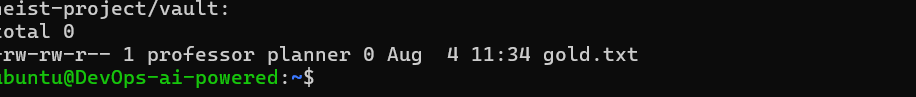 heist-project/vault:
total 0
-rw-rw-r-- 1 professor planner 0 Aug  4 11:34 gold.txt
ubuntu@DevOps-ai-powered:~$